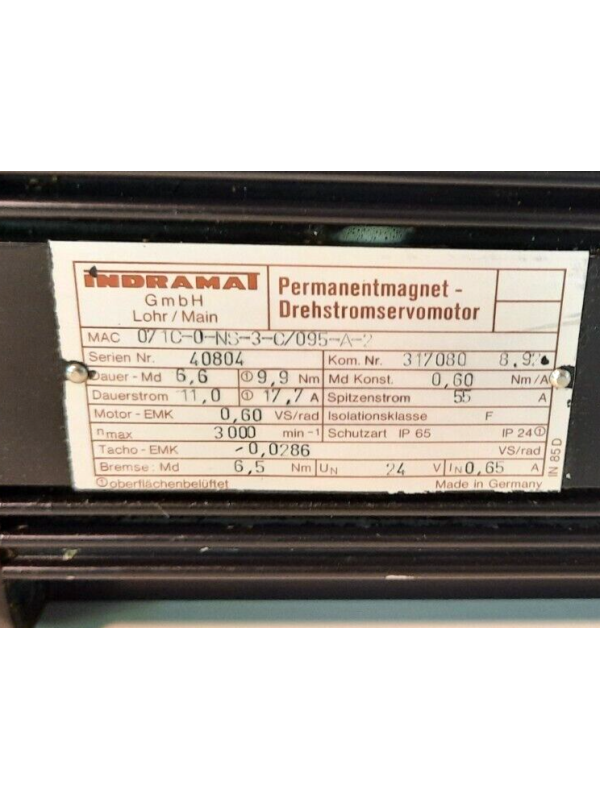 INDRAMAT
GmbH
Lohr / Main
Permanentmagnet -
Drehstromservomotor
MAC 071C-0-NS-3-C/095-A-2
Serien Nr. 40804 Kom. Nr. 317080 8,92
Dauer - Md 6,6 ① 9,9 Nm Md Konst. 0,60 Nm/A
Dauerstrom 11,0 ① 17,7 A Spitzenstrom 55 A
Motor - EMK 0,60 VS/rad Isolationsklasse F
nmax 3000 min -1 Schutzart IP 65 IP 24①
Tacho - EMK -0,0286 VS/rad
Bremse: Md 6,5 Nm UN 24 V IN 0,65 A
①oberflächenbelüftet Made in Germany
IN 85 D